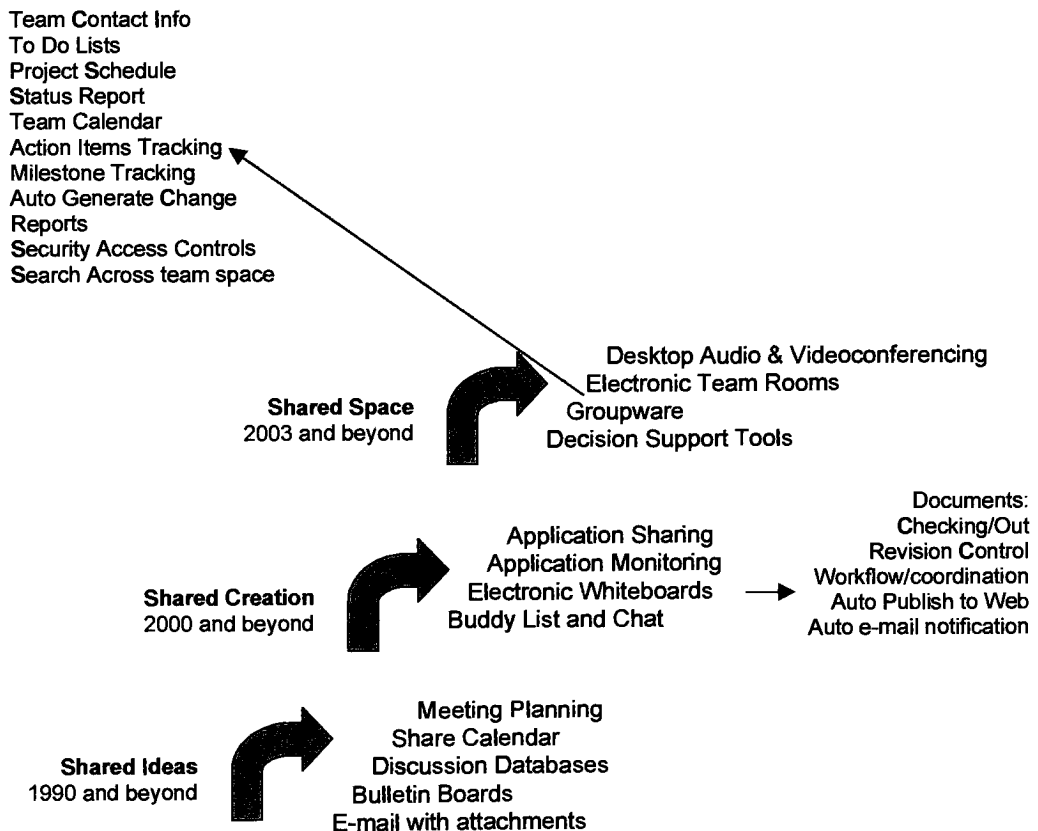 Team Contact Info
To Do Lists
Project Schedule
Status Report
Team Calendar
Action Items Tracking
Milestone Tracking
Auto Generate Change
Reports
Security Access Controls
Search Across team space
Desktop Audio & Videoconferencing
Electronic Team Rooms
Groupware
Decision Support Tools
Shared Space
2003 and beyond
Application Sharing
Application Monitoring
Electronic Whiteboards
Buddy List and Chat
Shared Creation
2000 and beyond
Documents:
Checking/Out
Revision Control
Workflow/coordination
Auto Publish to Web
Auto e-mail notification
Meeting Planning
Share Calendar
Discussion Databases
Bulletin Boards
E-mail with attachments
Shared Ideas
1990 and beyond